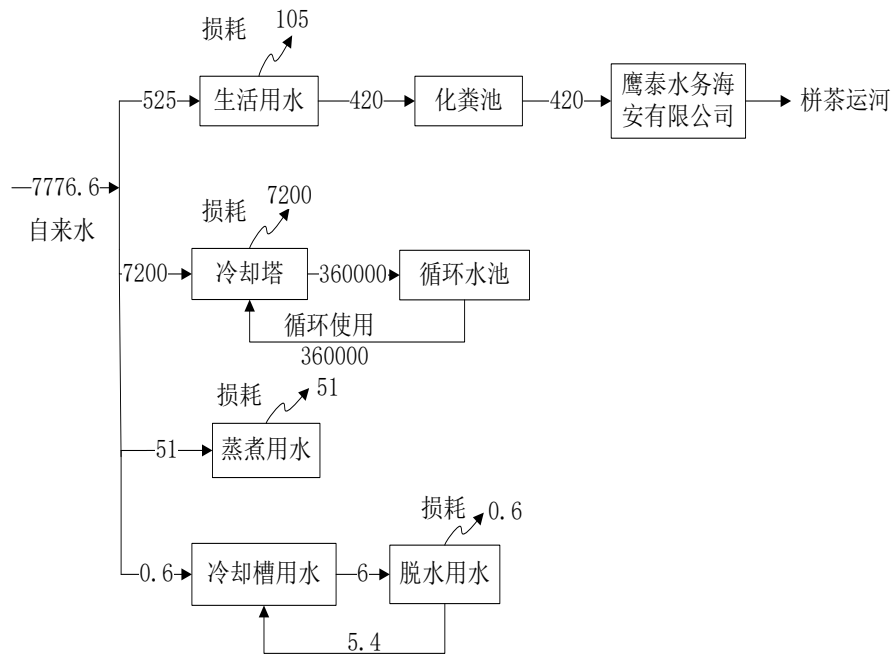 损耗
105
525
生活用水
420
化粪池
420
鹰泰水务海
安有限公司
栟茶运河
7776.6
自来水
损耗
7200
7200
冷却塔
360000
循环水池
循环使用
360000
损耗
51
51
蒸煮用水
损耗
0.6
0.6
冷却槽用水
6
脱水用水
5.4